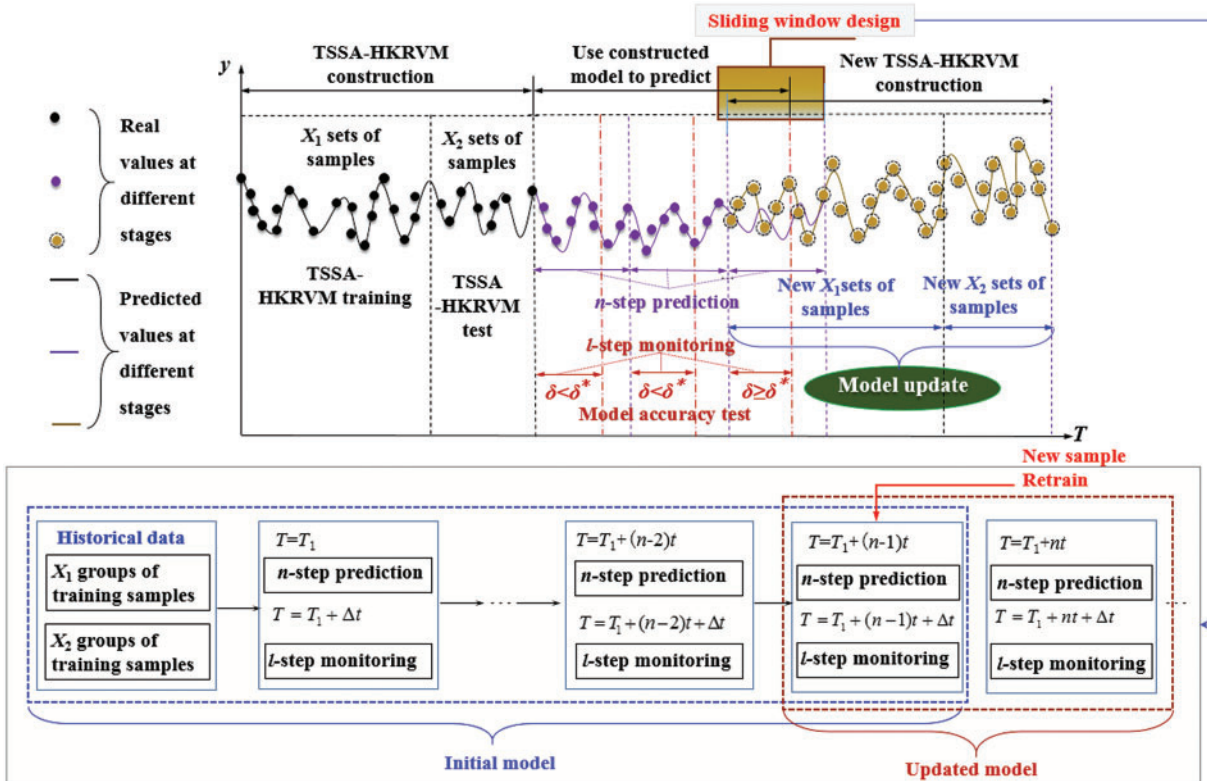 Sliding window design
y
TSSA-HKRVM
construction
Use constructed
model to predict
New TSSA-HKRVM
construction
Real
values at
different
stages
Predicted
values at
different
stages
X₁ sets of
samples
X₂ sets of
samples
TSSA-
HKRVM training
TSSA
-HKRVM
test
...
n-step prediction
New X₁sets of
samples
New X₂ sets of
samples
l-step monitoring
δ<δ*
δ<δ*
δ≥δ*
Model accuracy test
Model update
T
New sample
Retrain
Historical data
X₁ groups of
training samples
X₂ groups of
training samples
T=T₁
n-step prediction
T = T₁ + Δt
l-step monitoring
...
T=T₁+(n-2)t
n-step prediction
T = T₁+(n−2)t+Δt
l-step monitoring
T=T₁+(n-1)t
n-step prediction
T = T₁+(n−1)t+Δt
l-step monitoring
T=T₁+nt
n-step prediction
T = T₁ + nt + Δt
l-step monitoring
...
Initial model
Updated model